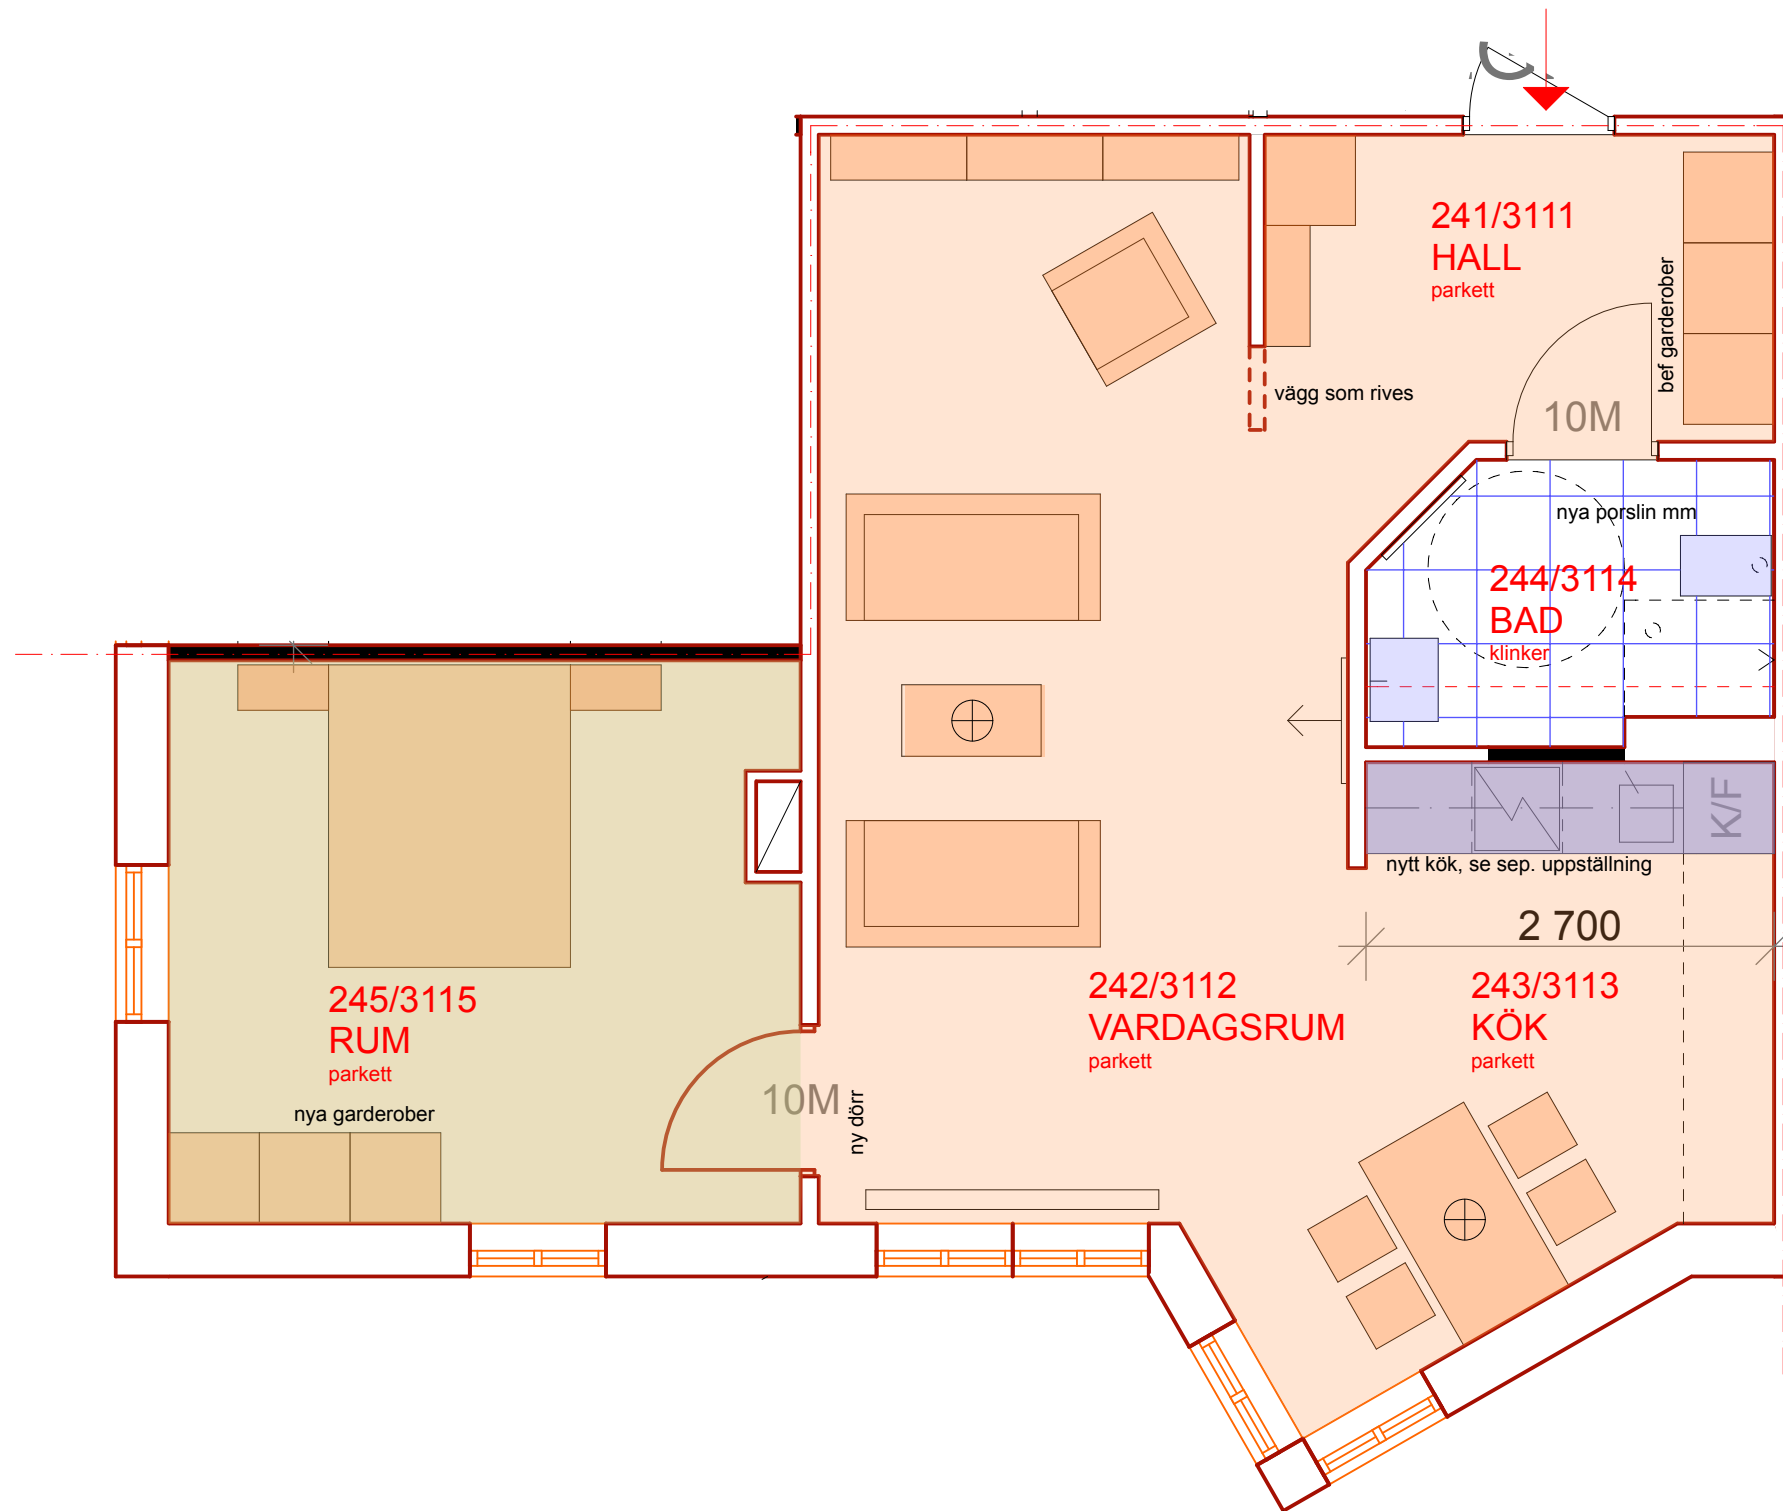 241/3111
HALL
parkett
bef garderober
vägg som rives
10M
nya porslin mm
244/3114
BAD
klinker
K/F
nytt kök, se sep. uppställning
2 700
245/3115
RUM
parkett
nya garderober
10M
ny dörr
242/3112
VARDAGSRUM
parkett
243/3113
KÖK
parkett